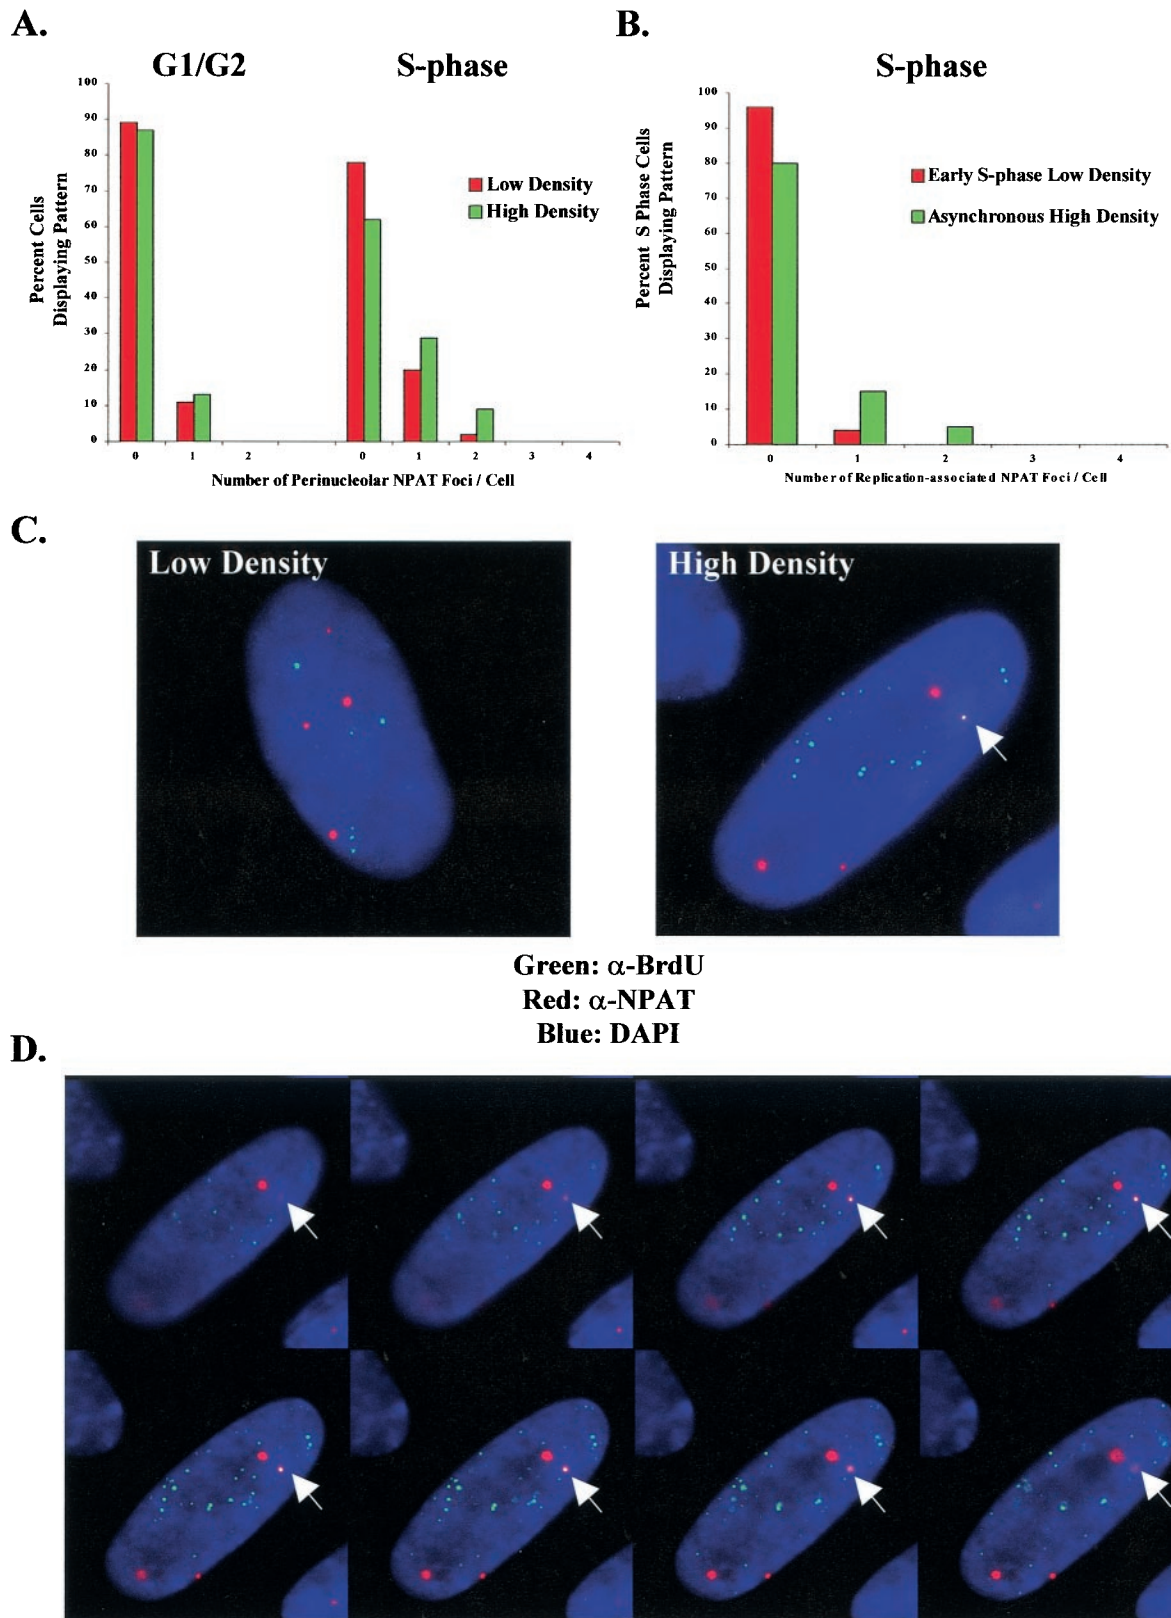 A.
G1/G2
S-phase
Percent Cells
Displaying Pattern
100
90
80
70
60
50
40
30
20
10
0
Low Density
High Density
0 1 2 0 1 2 3 4
Number of Perinucleolar NPAT Foci / Cell
B.
S-phase
Percent S Phase Cells
Displaying Pattern
100
90
80
70
60
50
40
30
20
10
0
Early S-phase Low Density
Asynchronous High Density
0 1 2 3 4
Number of Replication-associated NPAT Foci / Cell
C.
Low Density
High Density
Green: α-BrdU
Red: α-NPAT
Blue: DAPI
D.